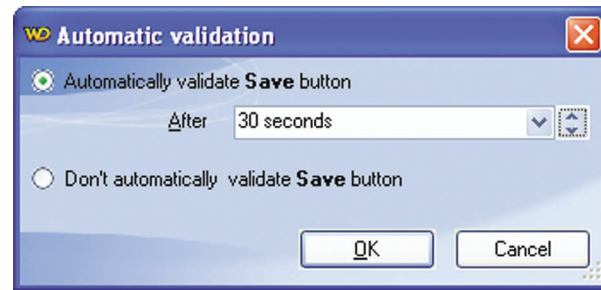 WD Automatic validation
Automatically validate Save button
After 30 seconds
Don't automatically validate Save button
OK Cancel